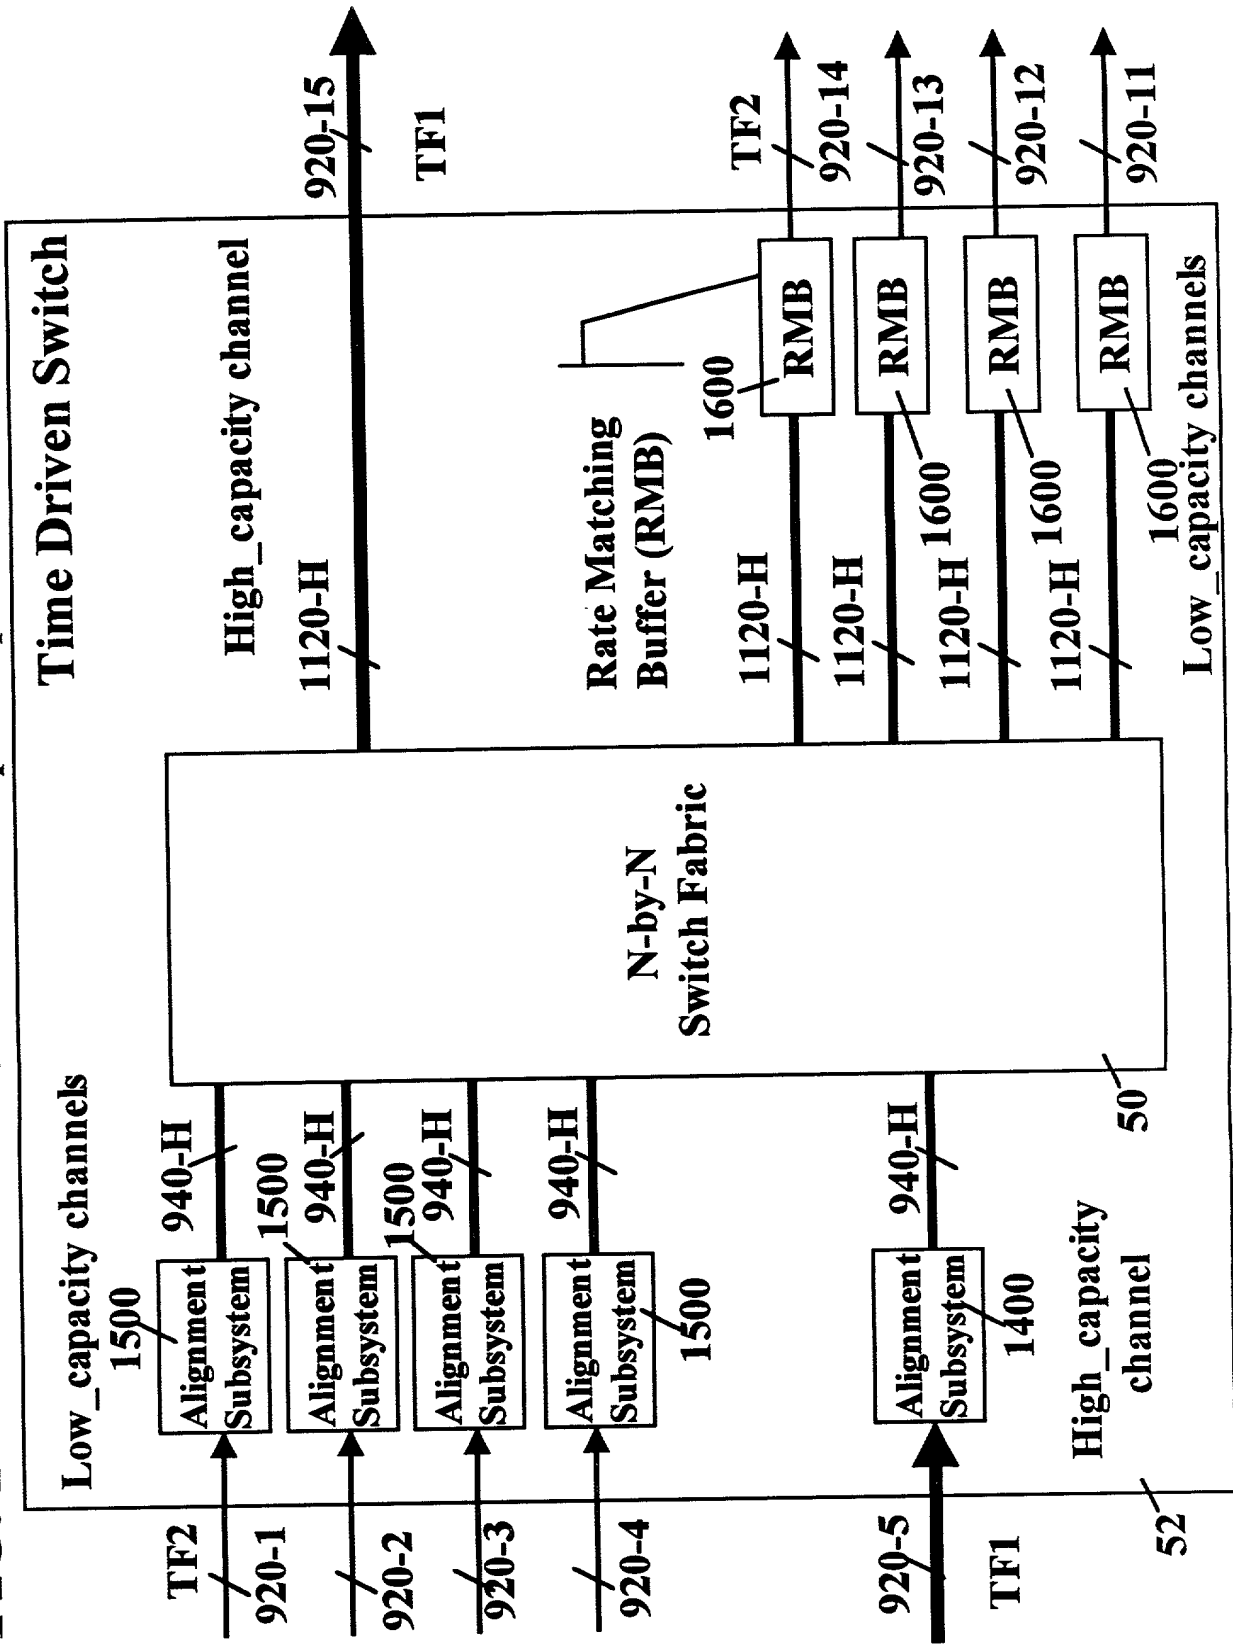 Time Driven Switch
Low_capacity channels
High_capacity channel
TF2
920-1
1500
Alignment
Subsystem
940-H
920-2
1500
Alignment
Subsystem
940-H
920-3
1500
Alignment
Subsystem
940-H
920-4
Alignment
Subsystem
1500
940-H
920-5
TF1
Alignment
Subsystem
1400
940-H
High_capacity
channel
52
N-by-N
Switch Fabric
50
1120-H
920-15
TF1
Rate Matching
Buffer (RMB)
1120-H
1600
RMB
TF2
920-14
1120-H
1600
RMB
920-13
1120-H
1600
RMB
920-12
1120-H
1600
RMB
920-11
Low_capacity channels